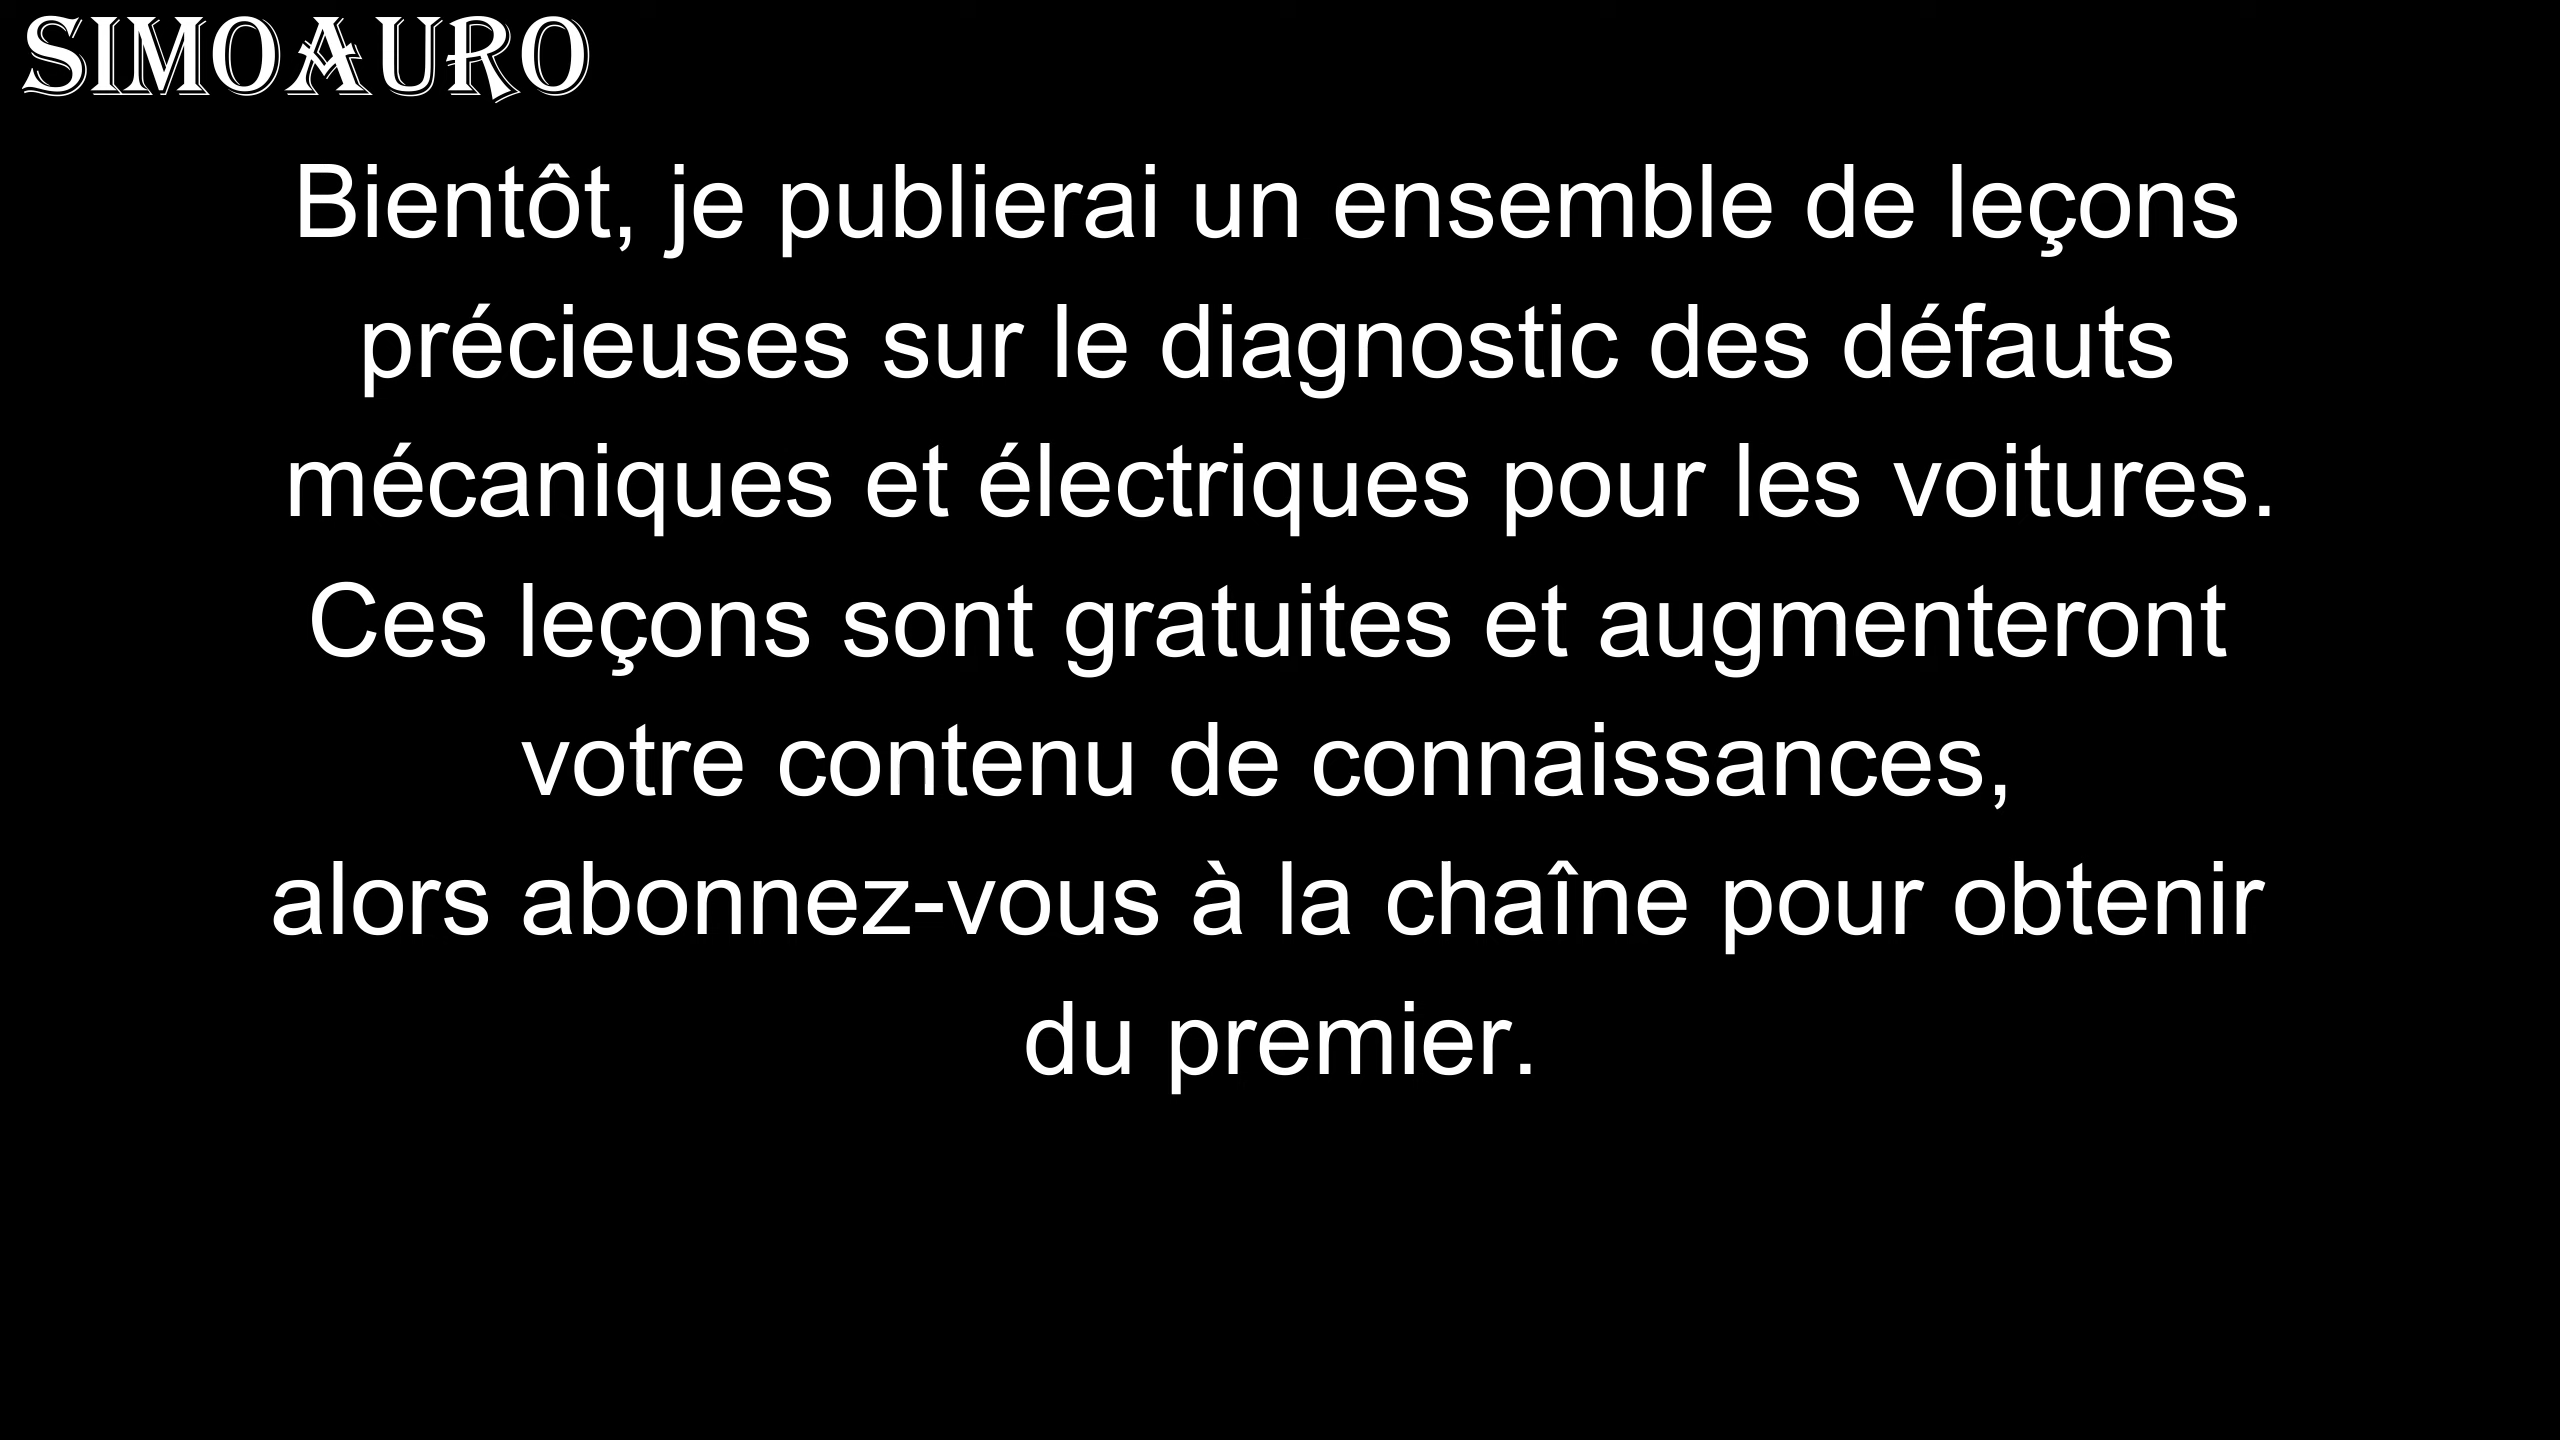 SIMOAURO
Bientôt, je publierai un ensemble de leçons
précieuses sur le diagnostic des défauts
mécaniques et électriques pour les voitures.
Ces leçons sont gratuites et augmenteront
votre contenu de connaissances,
alors abonnez-vous à la chaîne pour obtenir
du premier.